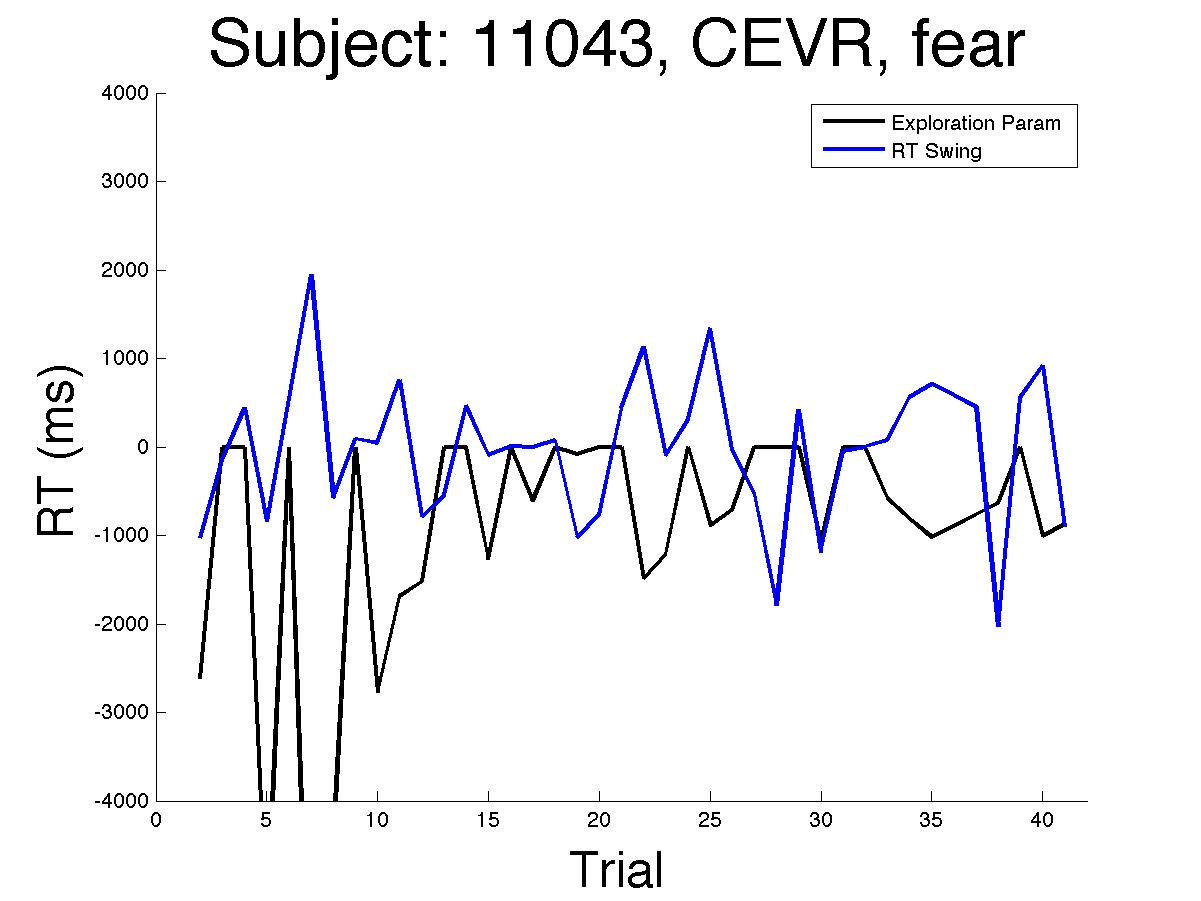 Subject: 11043, CEVR, fear
4000
3000
2000
1000
0
-1000
-2000
-3000
-4000
RT (ms)
Exploration Param
RT Swing
0 5 10 15 20 25 30 35 40
Trial